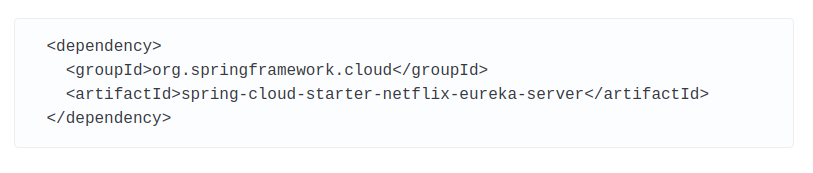 <dependency>
  <groupId>org.springframework.cloud</groupId>
  <artifactId>spring-cloud-starter-netflix-eureka-server</artifactId>
</dependency>